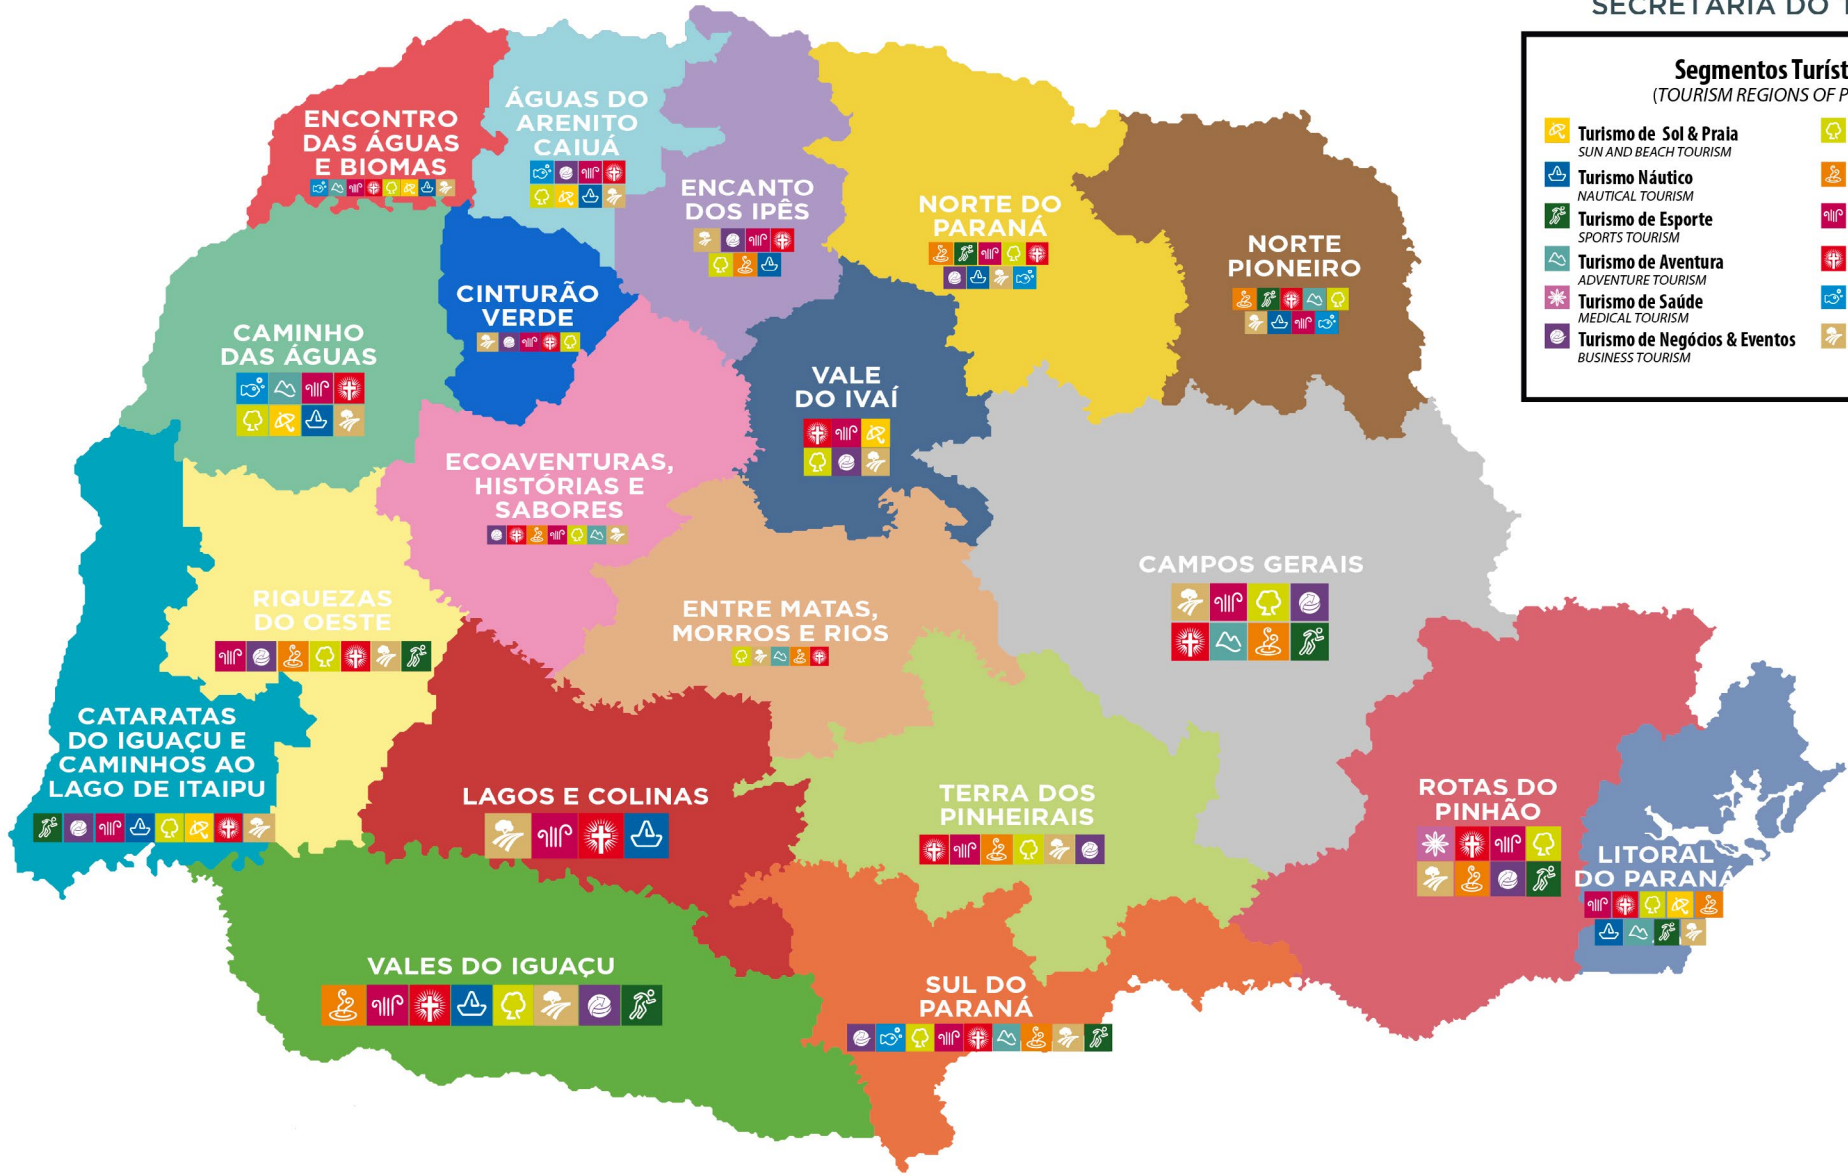 SECRETARIA DO
Segmentos Turíst
(TOURISM REGIONS OF P
Turismo de Sol & Praia
SUN AND BEACH TOURISM
Turismo Náutico
NAUTICAL TOURISM
Turismo de Esporte
SPORTS TOURISM
Turismo de Aventura
ADVENTURE TOURISM
Turismo de Saúde
MEDICAL TOURISM
Turismo de Negócios & Eventos
BUSINESS TOURISM
ENCONTRO
DAS ÁGUAS
E BIOMAS
ÁGUAS DO
ARENITO
CAIUÁ
ENCANTO
DOS IPÊS
NORTE DO
PARANÁ
NORTE
PIONEIRO
CAMINHO
DAS ÁGUAS
CINTURÃO
VERDE
VALE
DO IVAÍ
ECOAVENTURAS,
HISTÓRIAS E
SABORES
CAMPOS GERAIS
RIQUEZAS
DO OESTE
ENTRE MATAS,
MORROS E RIOS
CATARATAS
DO IGUAÇU E
CAMINHOS AO
LAGO DE ITAIPU
LAGOS E COLINAS
TERRA DOS
PINHEIRAIS
ROTAS DO
PINHÃO
LITORAL
DO PARANÁ
VALES DO IGUAÇU
SUL DO
PARANÁ